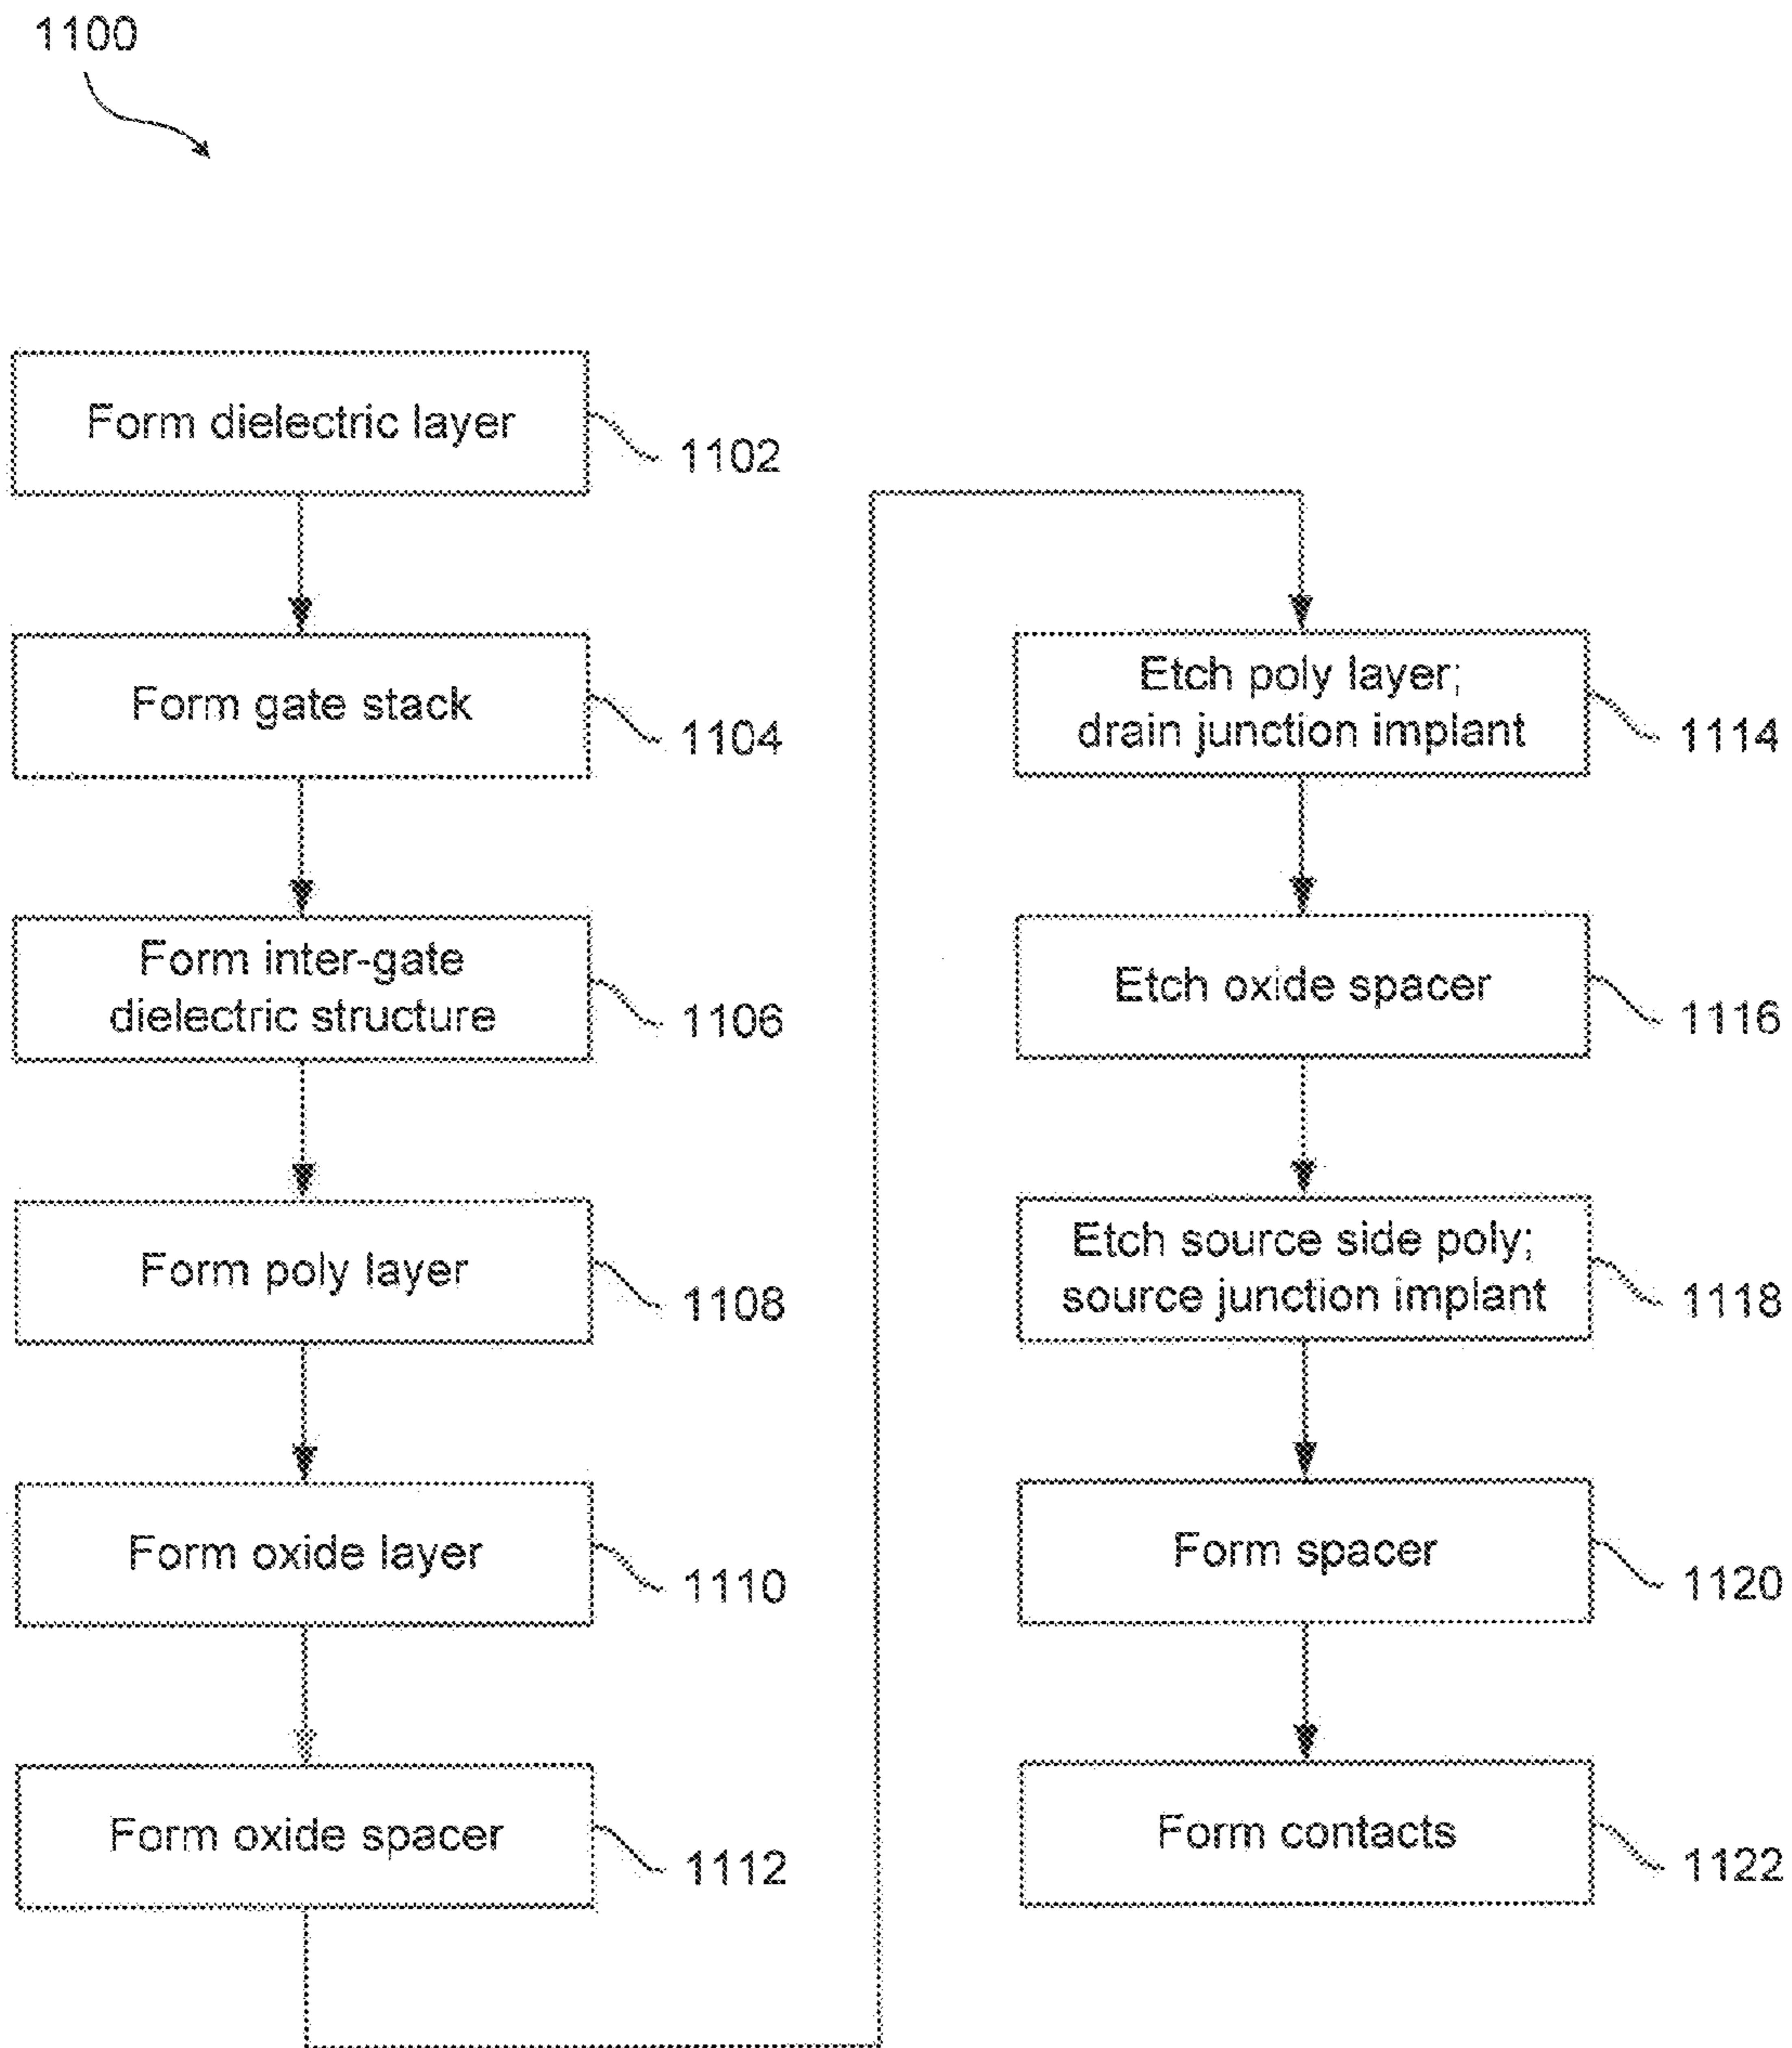 1100
Form dielectric layer
1102
Form gate stack
1104
Form inter-gate
dielectric structure
1106
Form poly layer
1108
Form oxide layer
1110
Form oxide spacer
1112
Etch poly layer;
drain junction implant
1114
Etch oxide spacer
1116
Etch source side poly;
source junction implant
1118
Form spacer
1120
Form contacts
1122